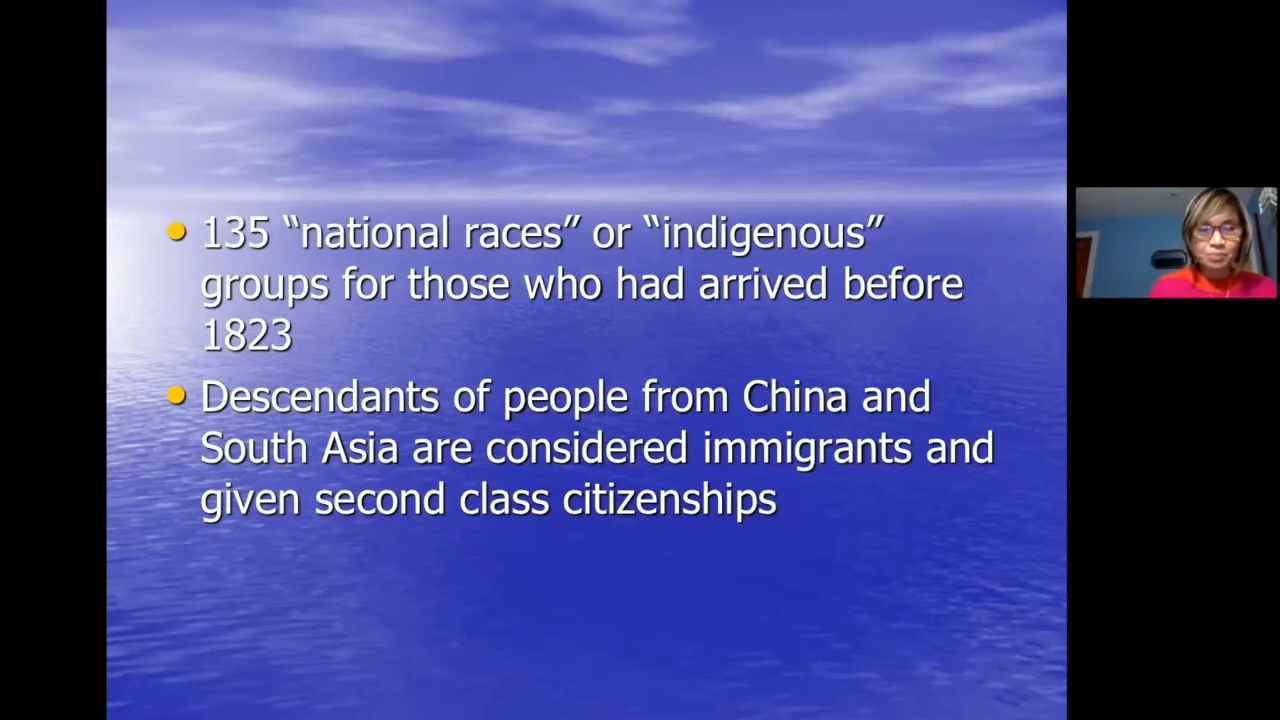 135 “national races” or “indigenous”
groups for those who had arrived before
1823
Descendants of people from China and
South Asia are considered immigrants and
given second class citizenships